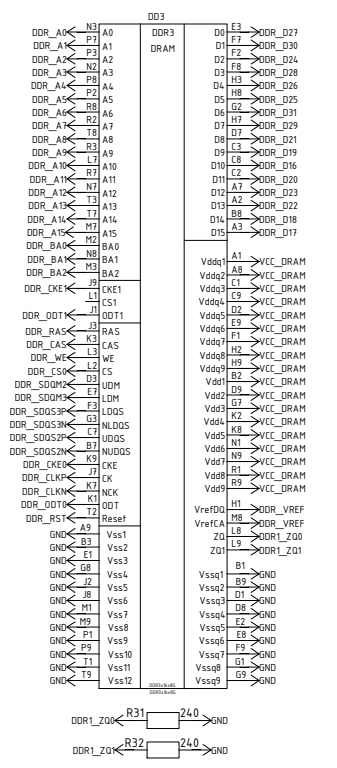 DD3
DDR3
DRAM
DDR_A0 N3 A0
DDR_A1 P7 A1
DDR_A2 P3 A2
DDR_A3 N2 A3
DDR_A4 P8 A4
DDR_A5 P2 A5
DDR_A6 R8 A6
DDR_A7 R2 A7
DDR_A8 T8 A8
DDR_A9 R3 A9
DDR_A10 L7 A10
DDR_A11 R7 A11
DDR_A12 N7 A12
DDR_A13 T3 A13
DDR_A14 T7 A14
DDR_A15 M7 A15
DDR_BA0 M2 BA0
DDR_BA1 N8 BA1
DDR_BA2 M3 BA2
DDR_CKE1 J9 CKE1
L1 CS1
DDR_ODT1 J1 ODT1
DDR_RAS J3 RAS
DDR_CAS K3 CAS
DDR_WE L3 WE
DDR_CS0 L2 CS
DDR_SDQM2 D3 UDM
DDR_SDQM3 E7 LDM
DDR_SDQS3P F3 LDQS
DDR_SDQS3N G3 NLDQS
DDR_SDQS2P C7 UDQS
DDR_SDQS2N B7 NUDQS
DDR_CKE0 K9 CKE
DDR_CLKP J7 CK
DDR_CLKN K7 NCK
DDR_ODT0 K1 ODT
DDR_RST T2 Reset
GND A9 Vss1
GND B3 Vss2
GND E1 Vss3
GND G8 Vss4
GND J2 Vss5
GND J8 Vss6
GND M1 Vss7
GND M9 Vss8
GND P1 Vss9
GND P9 Vss10
GND T1 Vss11
GND T9 Vss12
D0 E3 DDR_D27
D1 F7 DDR_D30
D2 F2 DDR_D24
D3 F8 DDR_D28
D4 H3 DDR_D26
D5 H8 DDR_D25
D6 G2 DDR_D31
D7 H7 DDR_D29
D8 D7 DDR_D21
D9 C3 DDR_D19
D10 C8 DDR_D16
D11 C2 DDR_D20
D12 A7 DDR_D23
D13 A2 DDR_D22
D14 B8 DDR_D18
D15 A3 DDR_D17
Vddq1 A1 VCC_DRAM
Vddq2 A8 VCC_DRAM
Vddq3 C1 VCC_DRAM
Vddq4 C9 VCC_DRAM
Vddq5 D2 VCC_DRAM
Vddq6 E9 VCC_DRAM
Vddq7 F1 VCC_DRAM
Vddq8 H2 VCC_DRAM
Vddq9 H9 VCC_DRAM
Vdd1 B2 VCC_DRAM
Vdd2 D9 VCC_DRAM
Vdd3 G7 VCC_DRAM
Vdd4 K2 VCC_DRAM
Vdd5 K8 VCC_DRAM
Vdd6 N1 VCC_DRAM
Vdd7 N9 VCC_DRAM
Vdd8 R1 VCC_DRAM
Vdd9 R9 VCC_DRAM
VrefDQ H1 DDR_VREF
VrefCA M8 DDR_VREF
ZQ L8 DDR1_ZQ0
ZQ1 L9 DDR1_ZQ1
Vssq1 B1 GND
Vssq2 B9 GND
Vssq3 D1 GND
Vssq4 D8 GND
Vssq5 E2 GND
Vssq6 E8 GND
Vssq7 F9 GND
Vssq8 G1 GND
Vssq9 G9 GND
DDR1_ZQ0 R31 240 GND
DDR1_ZQ1 R32 240 GND